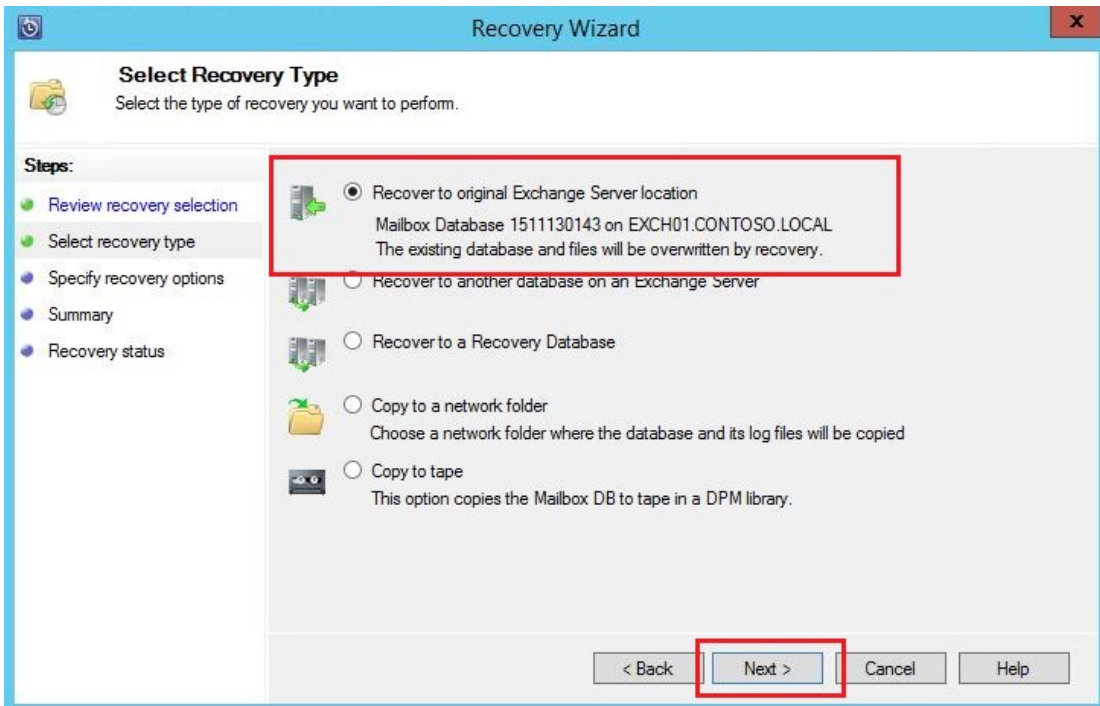 Recovery Wizard
x
Select Recovery Type
Select the type of recovery you want to perform.
Steps:
Review recovery selection
Select recovery type
Specify recovery options
Summary
Recovery status
Recover to original Exchange Server location
Mailbox Database 1511130143 on EXCH01.CONTOSO.LOCAL
The existing database and files will be overwritten by recovery.
Recover to another database on an Exchange Server
Recover to a Recovery Database
Copy to a network folder
Choose a network folder where the database and its log files will be copied
Copy to tape
This option copies the Mailbox DB to tape in a DPM library.
< Back
Next >
Cancel
Help